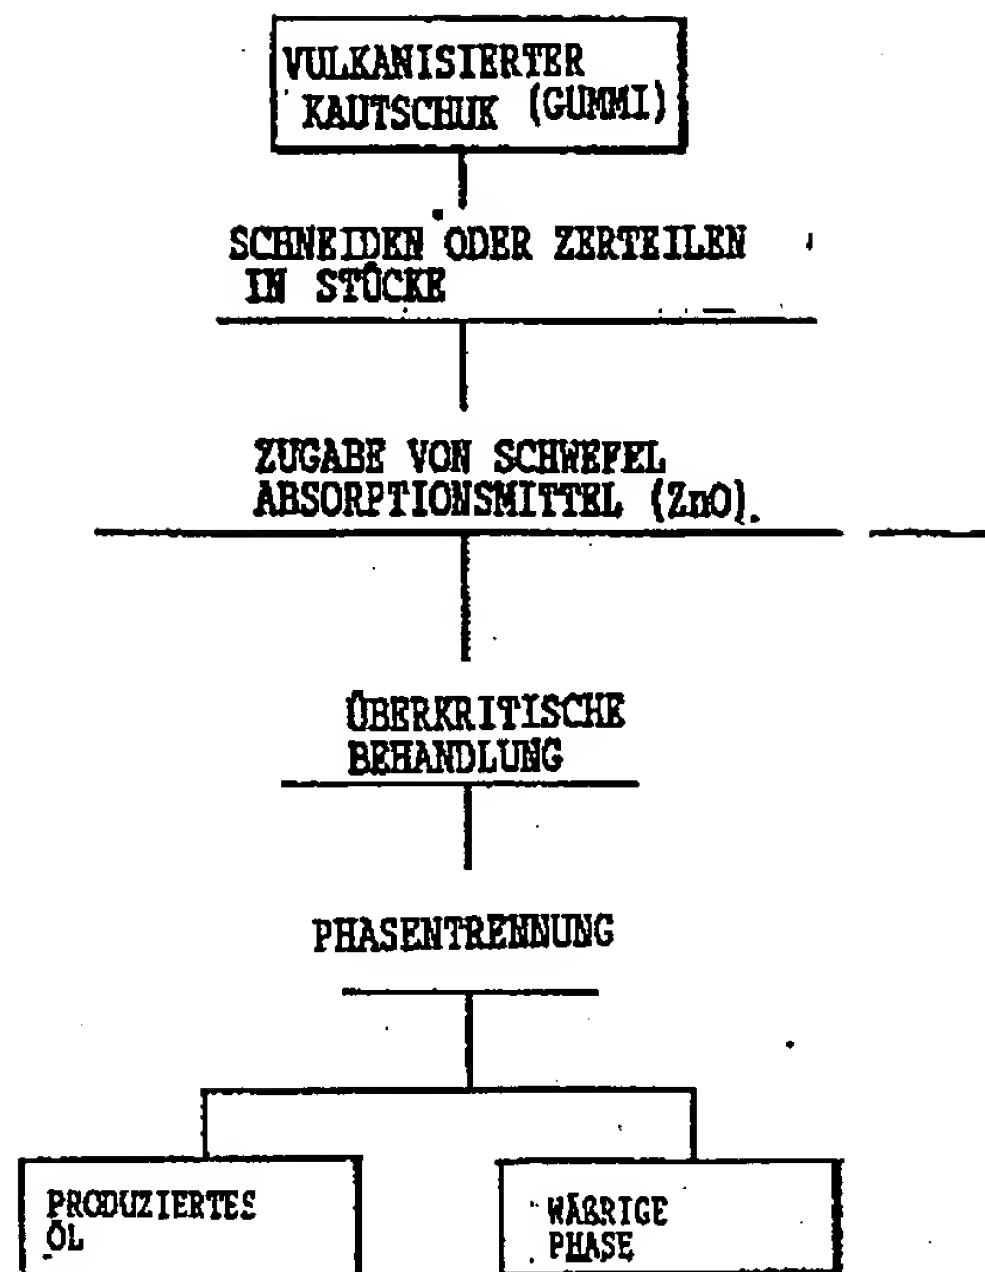 VULKANISIERTER
KAUTSCHUK (GUMMI)
SCHNEIDEN ODER ZERTEILEN
IN STÜCKE
ZUGABE VON SCHWEFEL
ABSORPTIONSMITTEL (ZnO).
ÜBERKRITISCHE
BEHANDLUNG
PHASENTRENNUNG
PRODUZIERTES
ÖL
WÄßRIGE
PHASE